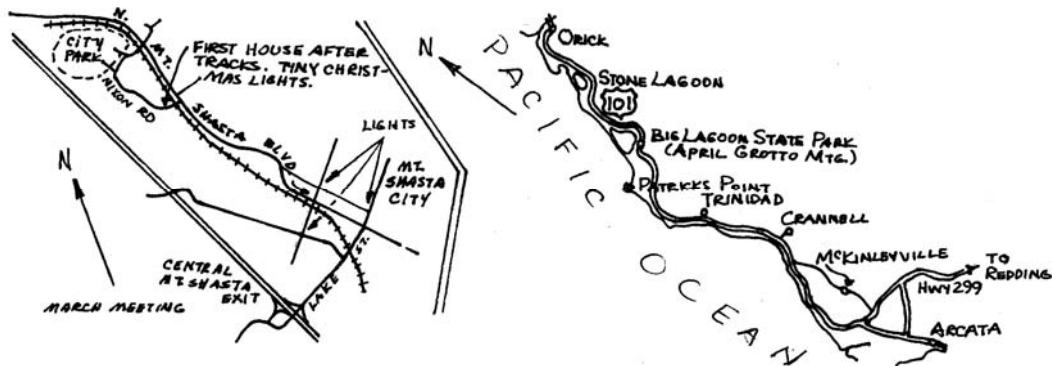 N. MT. SHASTA BLVD
CITY
PARK
NIXON RD
FIRST HOUSE AFTER
TRACKS. TINY CHRIST-
MAS LIGHTS.
LIGHTS
MT.
SHASTA
CITY
N
CENTRAL
MT. SHASTA
EXIT
LAKE ST.
MARCH MEETING
N
PACIFIC OCEAN
ORICK
STONE LAGOON
101
BIG LAGOON STATE PARK
(APRIL GROTTO MTG.)
PATRICKS POINT
TRINIDAD
CRANNELL
MCKINLEYVILLE
TO
REDDING
HWY 299
ARCATA